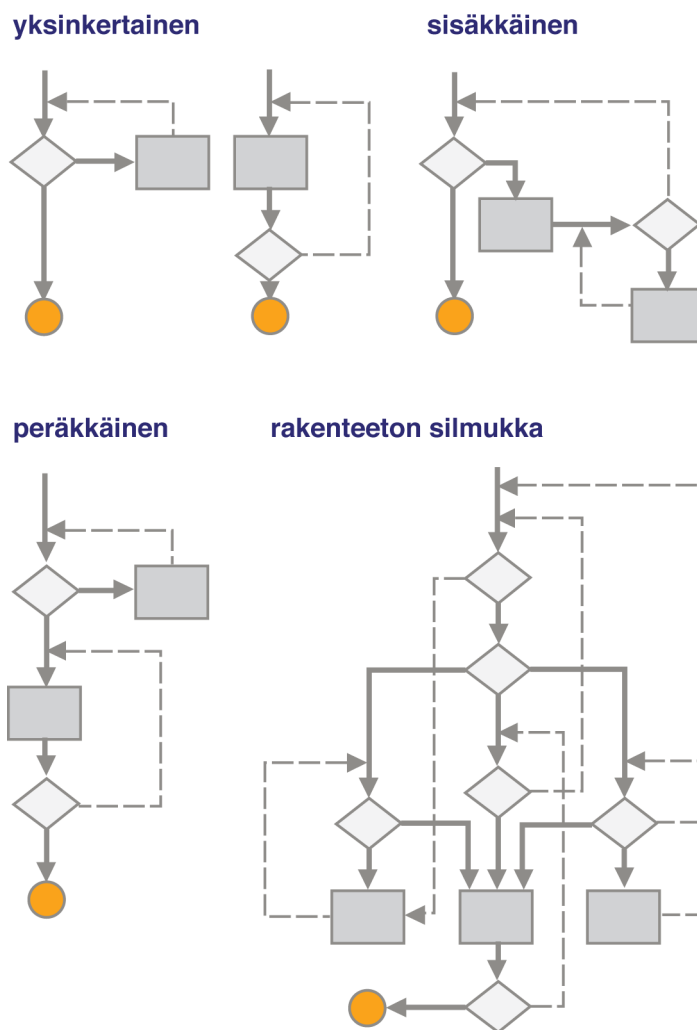 yksinkertainen
sisäkkäinen
peräkkäinen
rakenteeton silmukka